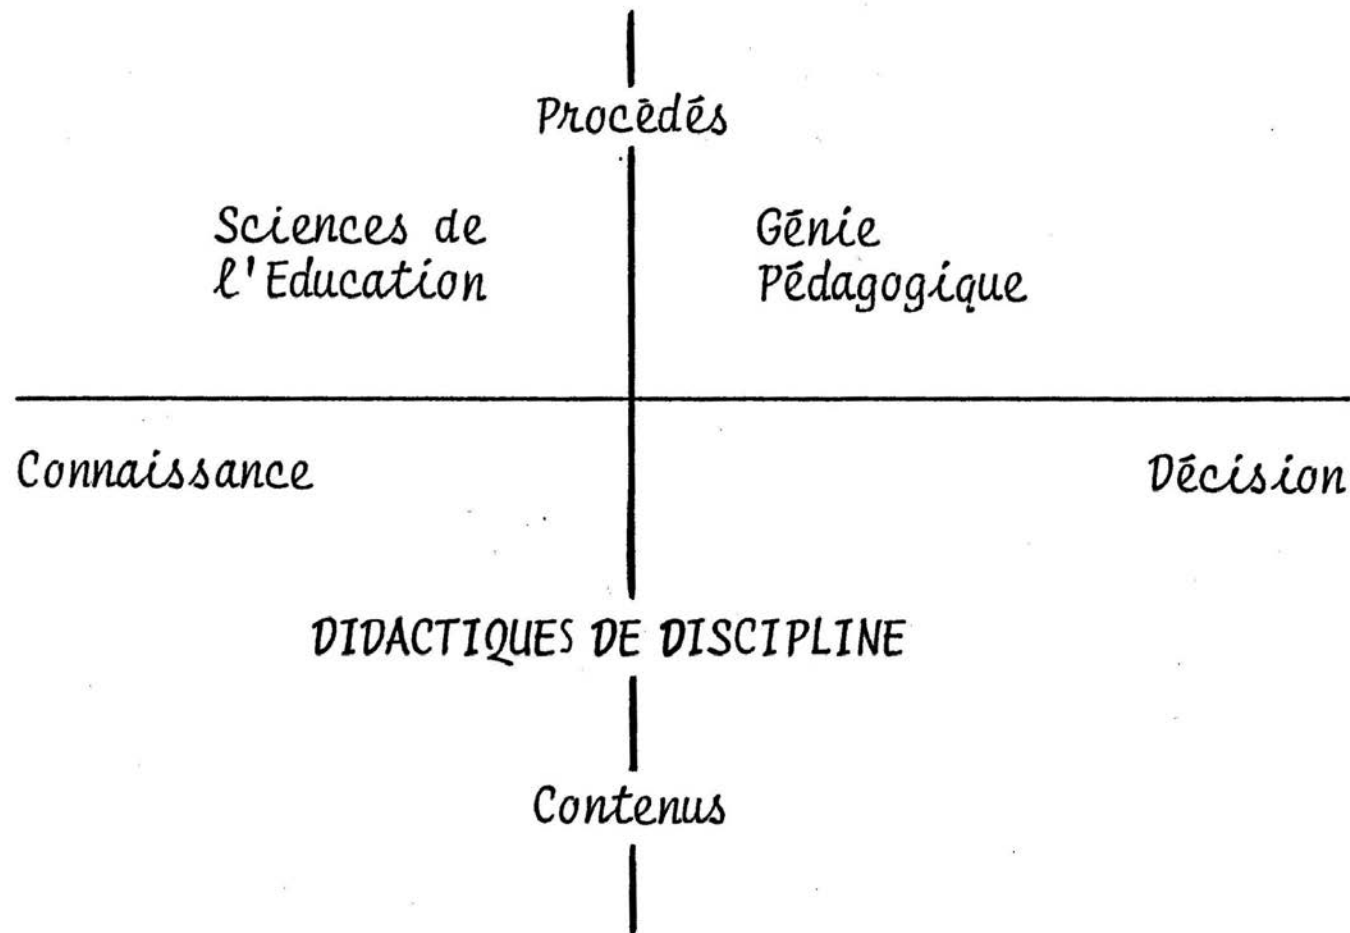 Procédés
Sciences de
l'Education
Génie
Pédagogique
Connaissance
Décision
DIDACTIQUES DE DISCIPLINE
Contenus